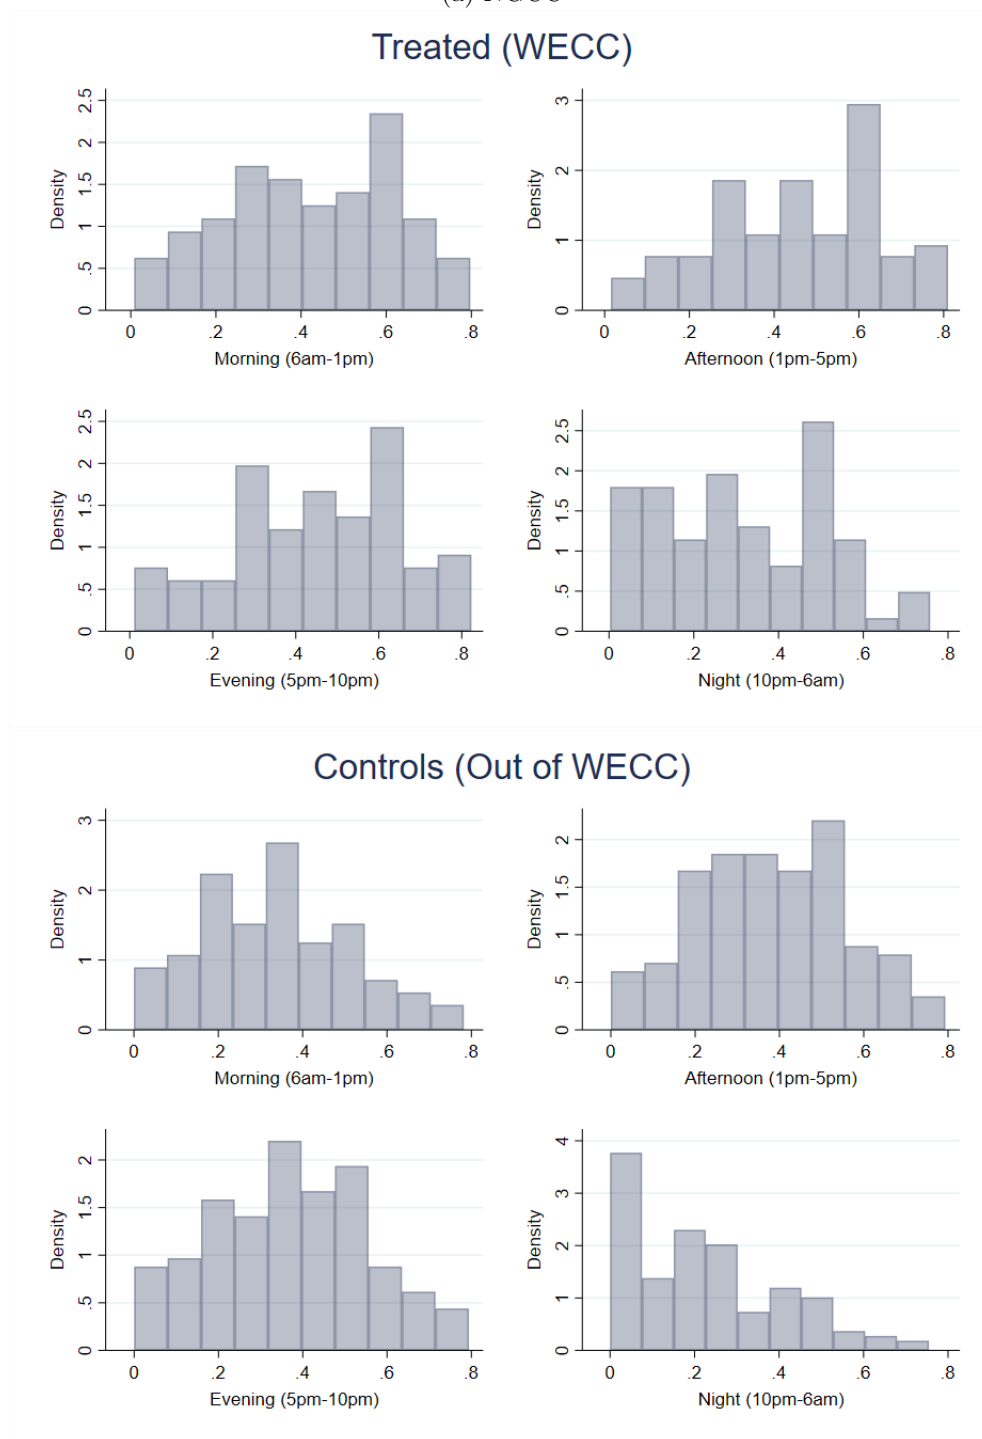 (a) NGCC
Treated (WECC)
Density
0 .5 1 1.5 2 2.5
0 .2 .4 .6 .8
Morning (6am-1pm)
Density
0 1 2 3
0 .2 .4 .6 .8
Afternoon (1pm-5pm)
Density
0 .5 1 1.5 2 2.5
0 .2 .4 .6 .8
Evening (5pm-10pm)
Density
0 .5 1 1.5 2 2.5
0 .2 .4 .6 .8
Night (10pm-6am)
Controls (Out of WECC)
Density
0 1 2 3
0 .2 .4 .6 .8
Morning (6am-1pm)
Density
0 .5 1 1.5 2
0 .2 .4 .6 .8
Afternoon (1pm-5pm)
Density
0 .5 1 1.5 2
0 .2 .4 .6 .8
Evening (5pm-10pm)
Density
0 1 2 3 4
0 .2 .4 .6 .8
Night (10pm-6am)